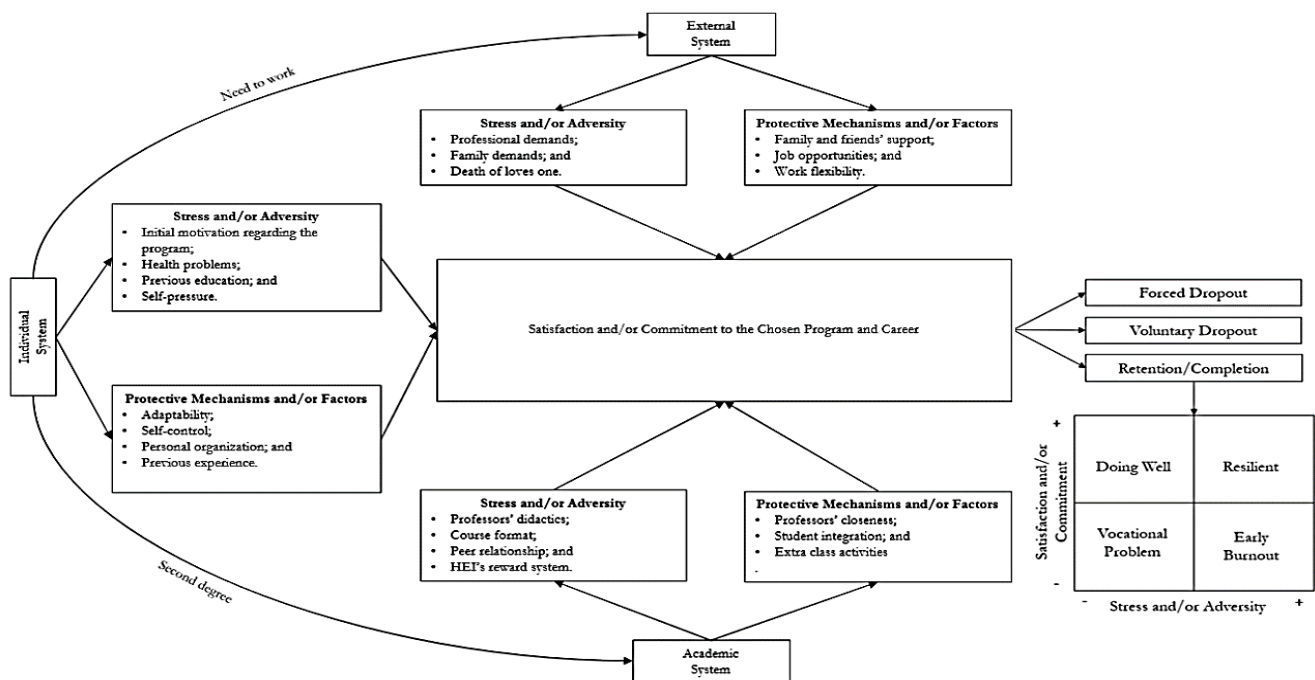 External
System
Need to work
Stress and/or Adversity
• Professional demands;
• Family demands; and
• Death of loves one.
Protective Mechanisms and/or Factors
• Family and friends' support;
• Job opportunities; and
• Work flexibility.
Stress and/or Adversity
• Initial motivation regarding the
program;
• Health problems;
• Previous education; and
• Self-pressure.
Individual
System
Protective Mechanisms and/or Factors
• Adaptability;
• Self-control;
• Personal organization; and
• Previous experience.
Satisfaction and/or Commitment to the Chosen Program and Career
Forced Dropout
Voluntary Dropout
Retention/Completion
Satisfaction and/or
Commitment
+
-
Doing Well
Resilient
Vocational
Problem
Early
Burnout
-
+
Stress and/or Adversity
Stress and/or Adversity
• Professors' didactics;
• Course format;
• Peer relationship; and
• HEI's reward system.
Protective Mechanisms and/or Factors
• Professors' closeness;
• Student integration; and
• Extra class activities
.
Second degree
Academic
System